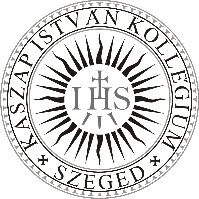 KASZAP ISTVÁN KOLLÉGIUM
IHS
SZEGED